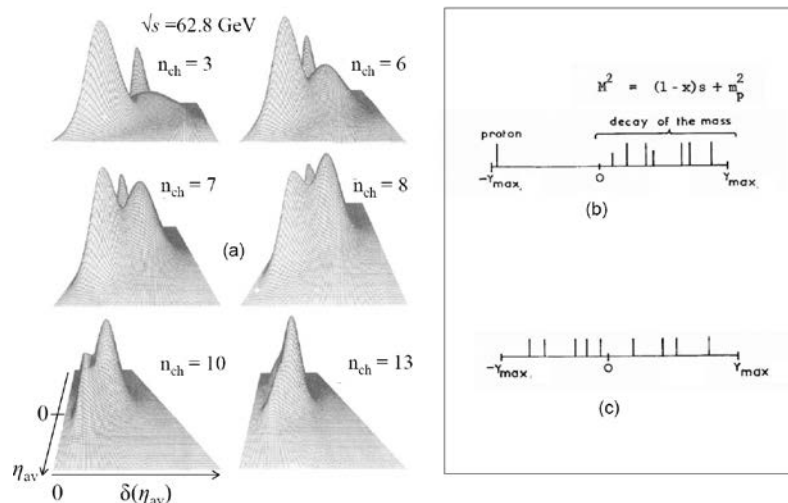 √s =62.8 GeV
n_ch = 3
n_ch = 6
n_ch = 7
n_ch = 8
(a)
n_ch = 10
n_ch = 13
0
η_av
0
δ(η_av)
M² = (1-x)s + m_p²
decay of the mass
proton
-Y_max.
0
Y_max.
(b)
-Y_max.
0
Y_max
(c)